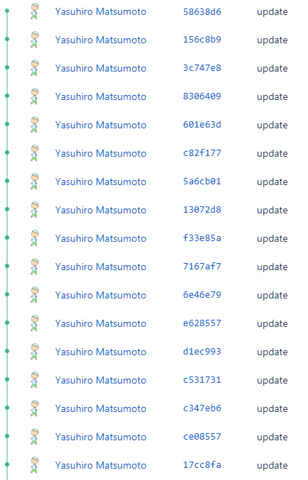 Yasuhiro Matsumoto 58638d6 update
Yasuhiro Matsumoto 156c8b9 update
Yasuhiro Matsumoto 3c747e8 update
Yasuhiro Matsumoto 8306409 update
Yasuhiro Matsumoto 601e63d update
Yasuhiro Matsumoto c82f177 update
Yasuhiro Matsumoto 5a6cb01 update
Yasuhiro Matsumoto 13072d8 update
Yasuhiro Matsumoto f33e85a update
Yasuhiro Matsumoto 7167af7 update
Yasuhiro Matsumoto 6e46e79 update
Yasuhiro Matsumoto e628557 update
Yasuhiro Matsumoto d1ec993 update
Yasuhiro Matsumoto c531731 update
Yasuhiro Matsumoto c347eb6 update
Yasuhiro Matsumoto ce08557 update
Yasuhiro Matsumoto 17cc8fa update